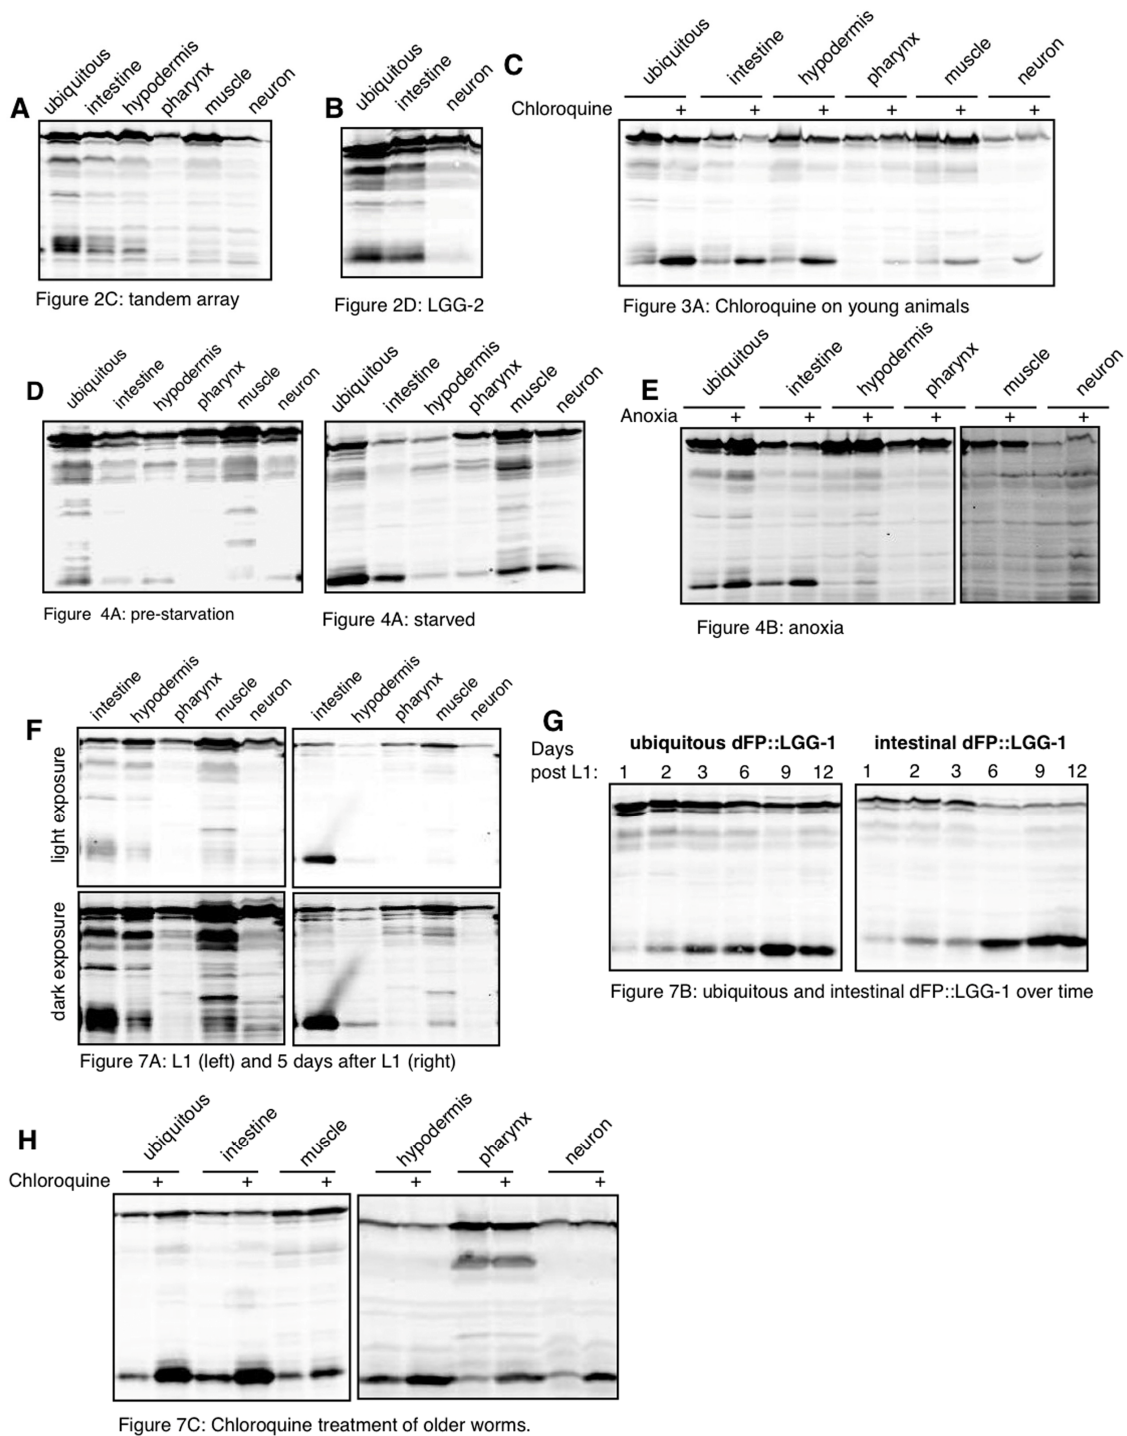 A
ubiquitous
intestine
hypodermis
pharynx
muscle
neuron
Figure 2C: tandem array
B
ubiquitous
intestine
neuron
Figure 2D: LGG-2
C
ubiquitous
intestine
hypodermis
pharynx
muscle
neuron
Chloroquine + + + + + +
Figure 3A: Chloroquine on young animals
D
ubiquitous
intestine
hypodermis
pharynx
muscle
neuron
Figure 4A: pre-starvation
ubiquitous
intestine
hypodermis
pharynx
muscle
neuron
Figure 4A: starved
E
ubiquitous
intestine
hypodermis
pharynx
muscle
neuron
Anoxia + + + + + +
Figure 4B: anoxia
F
intestine
hypodermis
pharynx
muscle
neuron
intestine
hypodermis
pharynx
muscle
neuron
light exposure
dark exposure
Figure 7A: L1 (left) and 5 days after L1 (right)
G
ubiquitous dFP::LGG-1 intestinal dFP::LGG-1
Days
post L1: 1 2 3 6 9 12 1 2 3 6 9 12
Figure 7B: ubiquitous and intestinal dFP::LGG-1 over time
H
ubiquitous
intestine
muscle
hypodermis
pharynx
neuron
Chloroquine + + + + + +
Figure 7C: Chloroquine treatment of older worms.